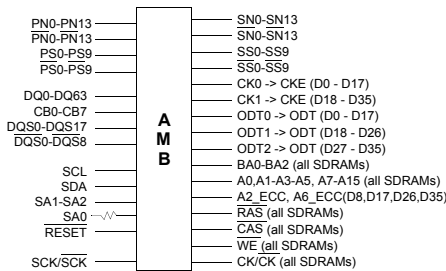 PN0-PN13
PN0-PN13
PS0-PS9
PS0-PS9
DQ0-DQ63
CB0-CB7
DQS0-DQS17
DQS0-DQS8
SCL
SDA
SA1-SA2
SA0
RESET
SCK/SCK
A
M
B
SN0-SN13
SN0-SN13
SS0-SS9
SS0-SS9
CK0 -> CKE (D0 - D17)
CK1 -> CKE (D18 - D35)
ODT0 -> ODT (D0 - D17)
ODT1 -> ODT (D18 - D26)
ODT2 -> ODT (D27 - D35)
BA0-BA2 (all SDRAMs)
A0,A1-A3-A5, A7-A15 (all SDRAMs)
A2_ECC, A6_ECC(D8,D17,D26,D35)
RAS (all SDRAMs)
CAS (all SDRAMs)
WE (all SDRAMs)
CK/CK (all SDRAMs)